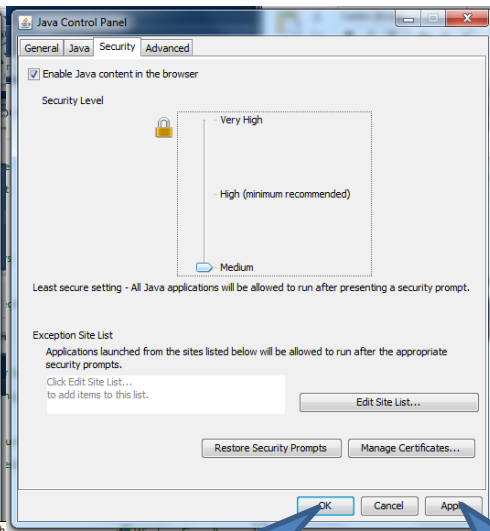 Java Control Panel
General Java Security Advanced
Enable Java content in the browser
Security Level
Very High
High (minimum recommended)
Medium
Least secure setting - All Java applications will be allowed to run after presenting a security prompt.
Exception Site List
Applications launched from the sites listed below will be allowed to run after the appropriate
security prompts.
Click Edit Site List...
to add items to this list.
Edit Site List...
Restore Security Prompts Manage Certificates...
OK Cancel Apply